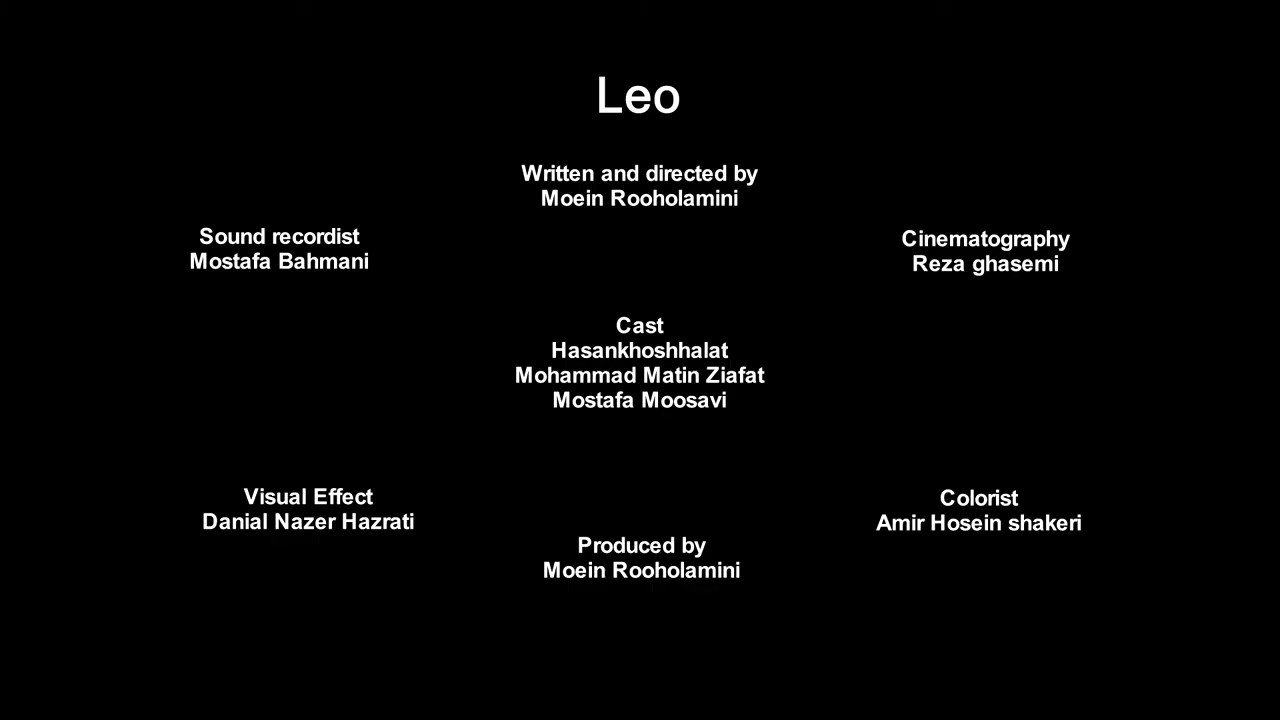 Leo
Written and directed by
Moein Rooholamini
Sound recordist
Mostafa Bahmani
Cinematography
Reza ghasemi
Cast
Hasankhoshhalat
Mohammad Matin Ziafat
Mostafa Moosavi
Visual Effect
Danial Nazer Hazrati
Colorist
Amir Hosein shakeri
Produced by
Moein Rooholamini